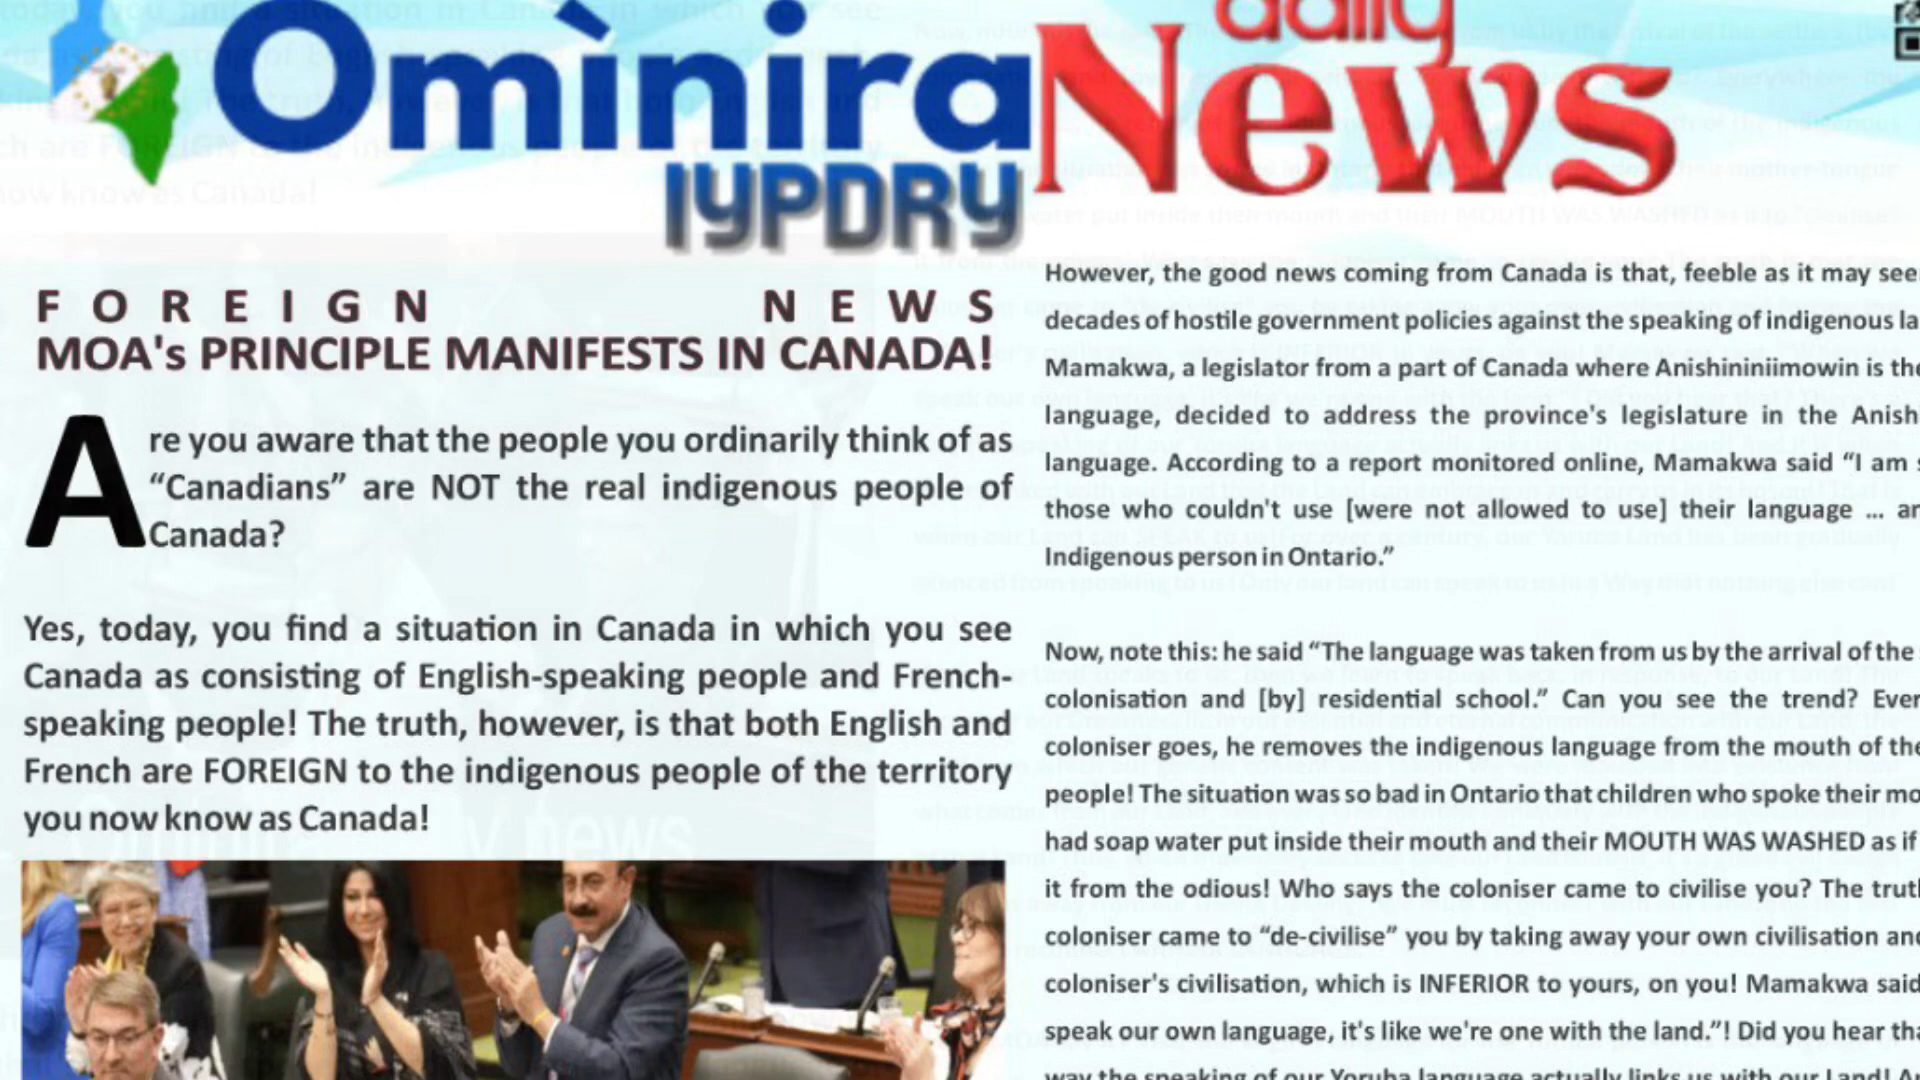 Ominira
daily
News
IYPDRY
FOREIGN NEWS
MOA's PRINCIPLE MANIFESTS IN CANADA!
Are you aware that the people you ordinarily think of as
“Canadians” are NOT the real indigenous people of
Canada?
Yes, today, you find a situation in Canada in which you see
Canada as consisting of English-speaking people and French-
speaking people! The truth, however, is that both English and
French are FOREIGN to the indigenous people of the territory
you now know as Canada!
However, the good news coming from Canada is that, feeble as it may
decades of hostile government policies against the speaking of indigenous
Mamakwa, a legislator from a part of Canada where Anishininiimowin is
language, decided to address the province's legislature in the
language. According to a report monitored online, Mamakwa said “I am
those who couldn't use [were not allowed to use] their language ...
Indigenous person in Ontario.”
Now, note this: he said “The language was taken from us by the arrival of the
colonisation and [by] residential school.” Can you see the trend?
coloniser goes, he removes the indigenous language from the mouth of
people! The situation was so bad in Ontario that children who spoke their
had soap water put inside their mouth and their MOUTH WAS WASHED as if
it from the odious! Who says the coloniser came to civilise you? The
coloniser came to “de-civilise” you by taking away your own civilisation
coloniser's civilisation, which is INFERIOR to yours, on you! Mamakwa said
speak our own language, it's like we're one with the land.”! Did you hear
way the speaking of our Yoruba language actually links us with our Land!